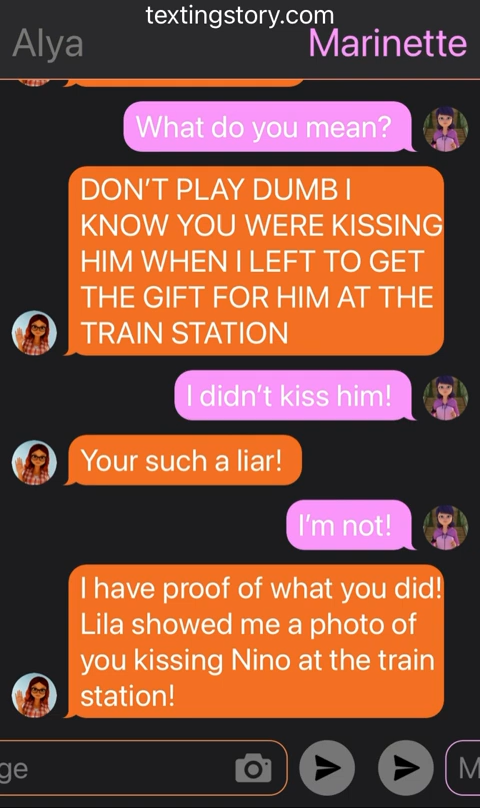 textingstory.com
Alya
Marinette
What do you mean?
DON’T PLAY DUMB I
KNOW YOU WERE KISSING
HIM WHEN I LEFT TO GET
THE GIFT FOR HIM AT THE
TRAIN STATION
I didn’t kiss him!
Your such a liar!
I’m not!
I have proof of what you did!
Lila showed me a photo of
you kissing Nino at the train
station!
ge
M